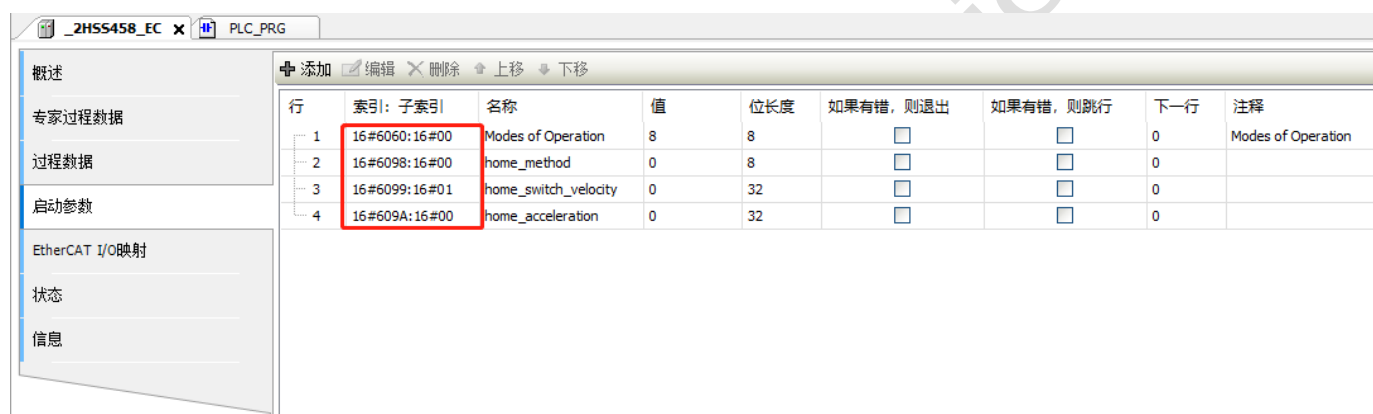 _2HSS458_EC x PLC_PRG
概述
专家过程数据
过程数据
启动参数
EtherCAT I/O映射
状态
信息
添加 编辑 删除 上移 下移
行 索引：子索引 名称 值 位长度 如果有错，则退出 如果有错，则跳行 下一行 注释
1 16#6060:16#00 Modes of Operation 8 8 0 Modes of Operation
2 16#6098:16#00 home_method 0 8 0
3 16#6099:16#01 home_switch_velocity 0 32 0
4 16#609A:16#00 home_acceleration 0 32 0